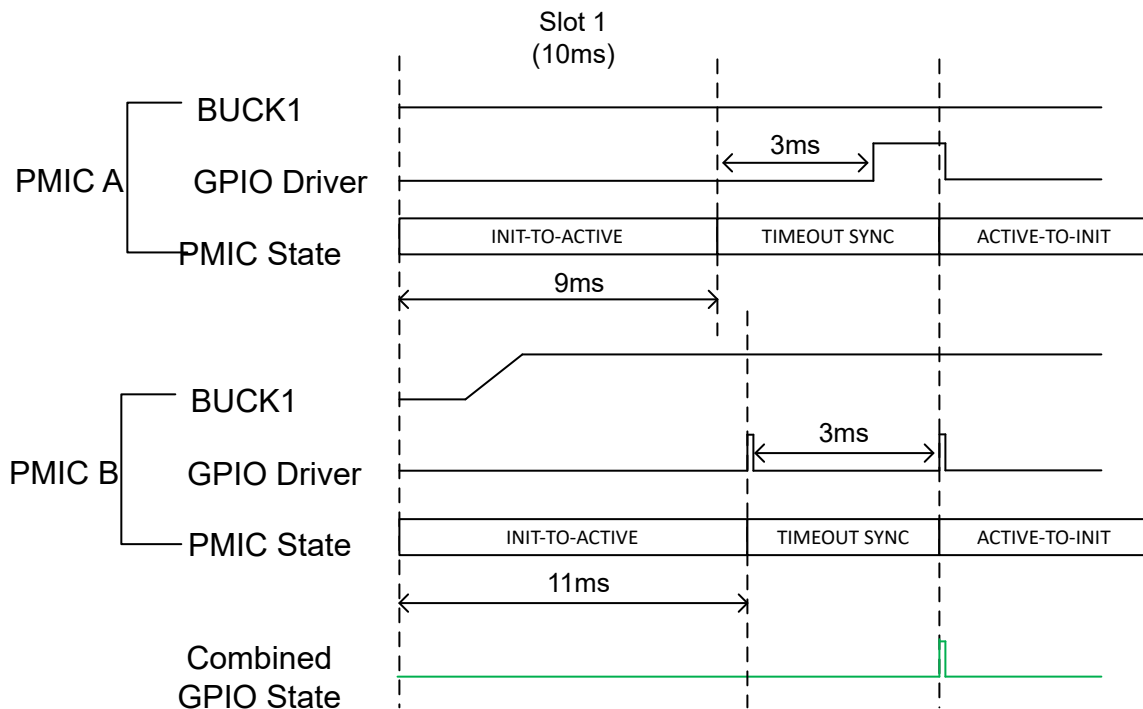 Slot 1
(10ms)
BUCK1
3ms
PMIC A
GPIO Driver
PMIC State
INIT-TO-ACTIVE
TIMEOUT SYNC
ACTIVE-TO-INIT
9ms
BUCK1
3ms
PMIC B
GPIO Driver
PMIC State
INIT-TO-ACTIVE
TIMEOUT SYNC
ACTIVE-TO-INIT
11ms
Combined
GPIO State